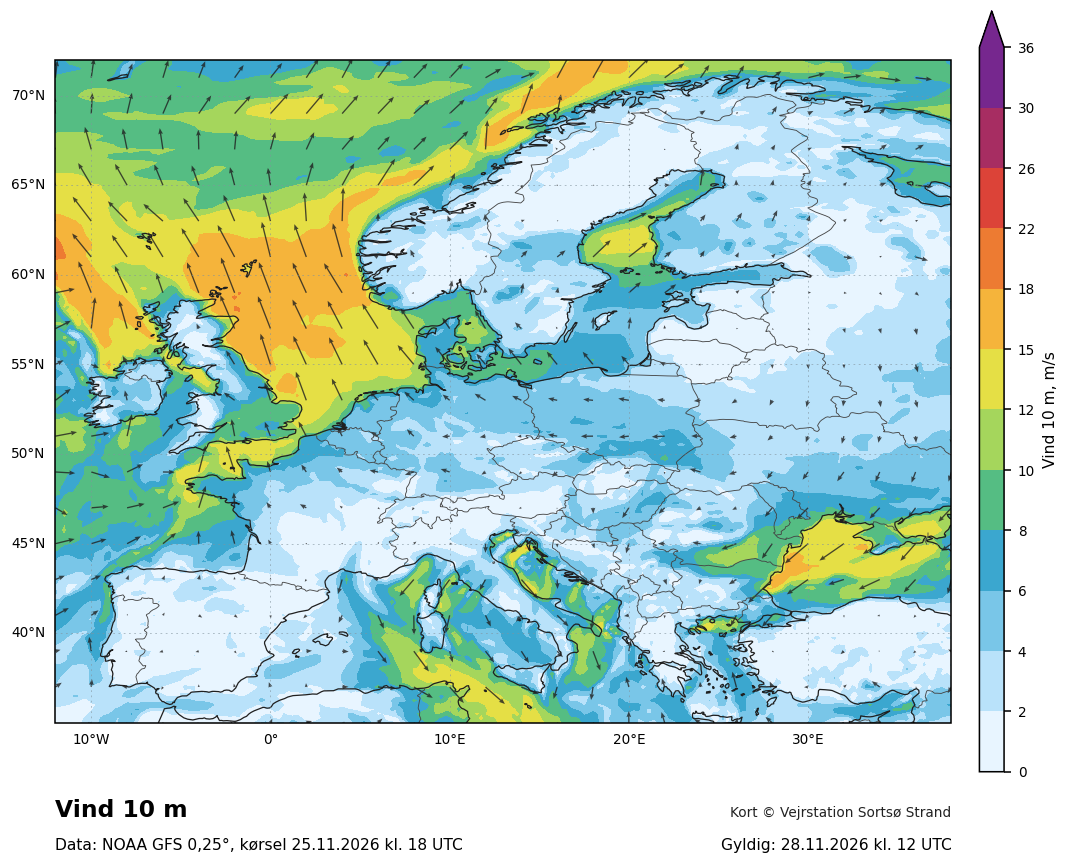 70°N
65°N
60°N
55°N
50°N
45°N
40°N
10°W
0°
10°E
20°E
30°E
36
30
26
22
18
15
12
10
8
6
4
2
0
Vind 10 m, m/s
Vind 10 m
Kort © Vejrstation Sortsø Strand
Data: NOAA GFS 0,25°, kørsel 25.11.2026 kl. 18 UTC
Gyldig: 28.11.2026 kl. 12 UTC